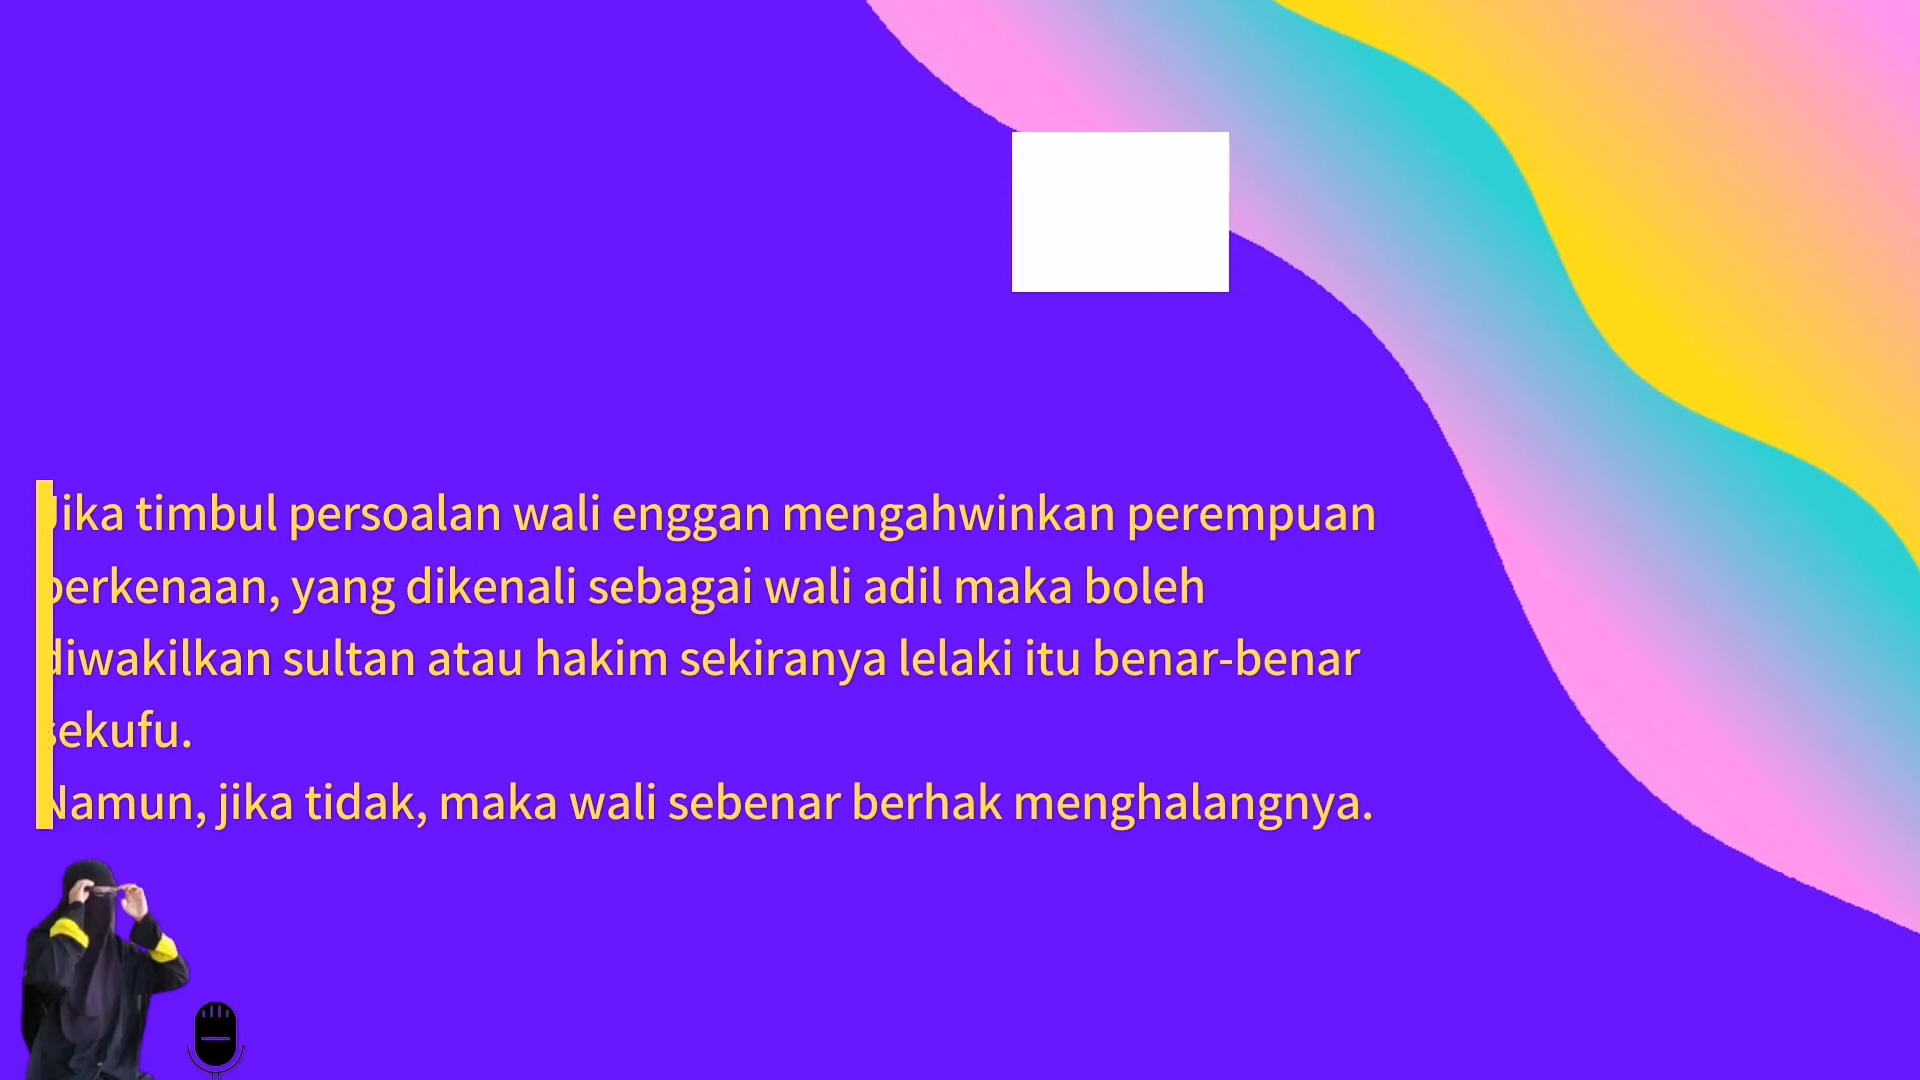 Jika timbul persoalan wali enggan mengahwinkan perempuan
berkenaan, yang dikenali sebagai wali adil maka boleh
diwakilkan sultan atau hakim sekiranya lelaki itu benar-benar
sekufu.
Namun, jika tidak, maka wali sebenar berhak menghalangnya.